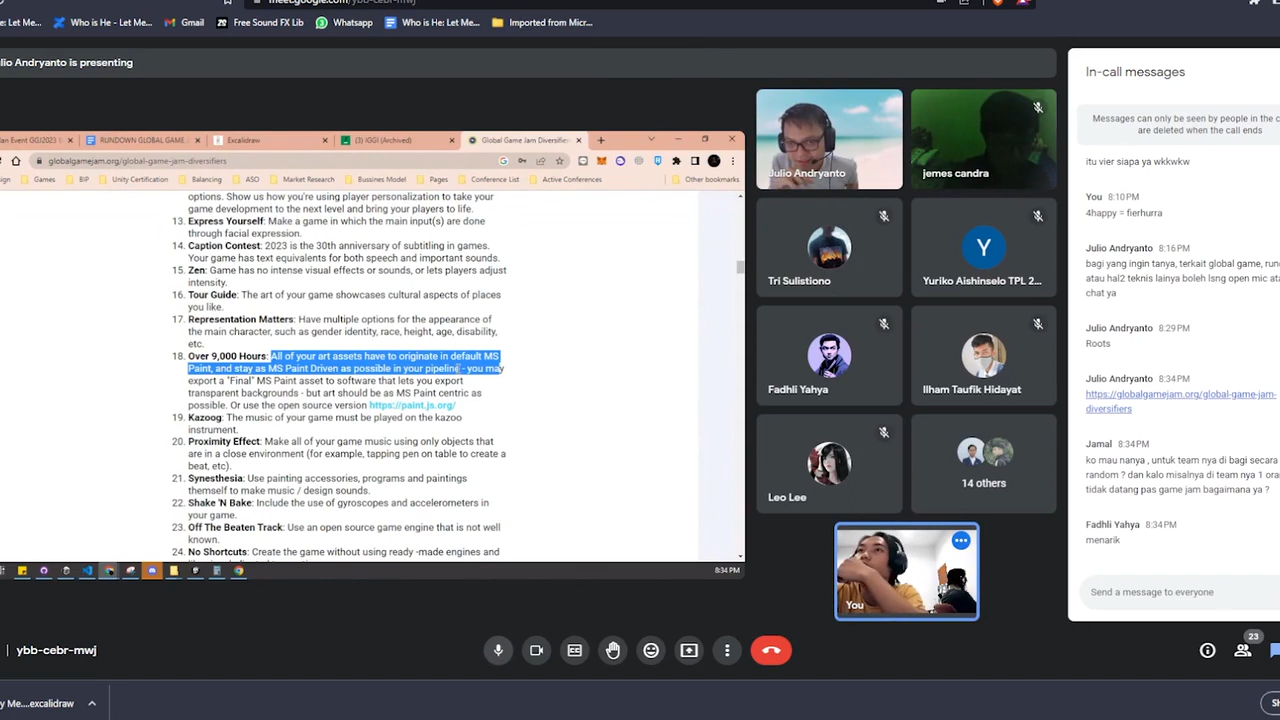 meet.google.com/ybb-cebr-mwj
Let Me...
Who is He - Let Me...
Gmail
Free Sound FX Lib
Whatsapp
Who is He: Let Me...
Imported from Micr...
lio Andryanto is presenting
an Event GGJ2023
RUNDOWN GLOBAL GAME
Excalidraw
(3) IGGI (Archived)
Global Game Jam Diversifiers
globalgamejam.org/global-game-jam-diversifiers
sign
Games
BIP
Unity Certification
Balancing
ASO
Market Research
Bussines Model
Pages
Conference List
Active Conferences
Other bookmarks
options. Show us how you're using player personalization to take your
game development to the next level and bring your players to life.
13. Express Yourself: Make a game in which the main input(s) are done
through facial expression.
14. Caption Contest: 2023 is the 30th anniversary of subtitling in games.
Your game has text equivalents for both speech and important sounds.
15. Zen: Game has no intense visual effects or sounds, or lets players adjust
intensity.
16. Tour Guide: The art of your game showcases cultural aspects of places
you like.
17. Representation Matters: Have multiple options for the appearance of
the main character, such as gender identity, race, height, age, disability,
etc.
18. Over 9,000 Hours: All of your art assets have to originate in default MS
Paint, and stay as MS Paint Driven as possible in your pipeline - you may
export a "Final" MS Paint asset to software that lets you export
transparent backgrounds - but art should be as MS Paint centric as
possible. Or use the open source version https://paint.js.org/
19. Kazoog: The music of your game must be played on the kazoo
instrument.
20. Proximity Effect: Make all of your game music using only objects that
are in a close environment (for example, tapping pen on table to create a
beat, etc).
21. Synesthesia: Use painting accessories, programs and paintings
themself to make music / design sounds.
22. Shake 'N Bake: Include the use of gyroscopes and accelerometers in
your game.
23. Off The Beaten Track: Use an open source game engine that is not well
known.
24. No Shortcuts: Create the game without using ready -made engines and
8:34 PM
Julio Andryanto
jemes candra
Tri Sulistiono
Y
Yuriko Aishinselo TPL 2...
Fadhli Yahya
Ilham Taufik Hidayat
Leo Lee
14 others
You
In-call messages
Messages can only be seen by people in the c
are deleted when the call ends
itu vier siapa ya wkkwkw
You 8:10 PM
4happy = fierhurra
Julio Andryanto 8:16 PM
bagi yang ingin tanya, terkait global game, run
atau hal2 teknis lainya boleh lsng open mic at
chat ya
Julio Andryanto 8:29 PM
Roots
Julio Andryanto 8:34 PM
https://globalgamejam.org/global-game-jam-
diversifiers
Jamal 8:34 PM
ko mau nanya , untuk team nya di bagi secara
random ? dan kalo misalnya di team nya 1 oran
tidak datang pas game jam bagaimana ya ?
Fadhli Yahya 8:34 PM
menarik
Send a message to everyone
ybb-cebr-mwj
23
y Me....excalidraw